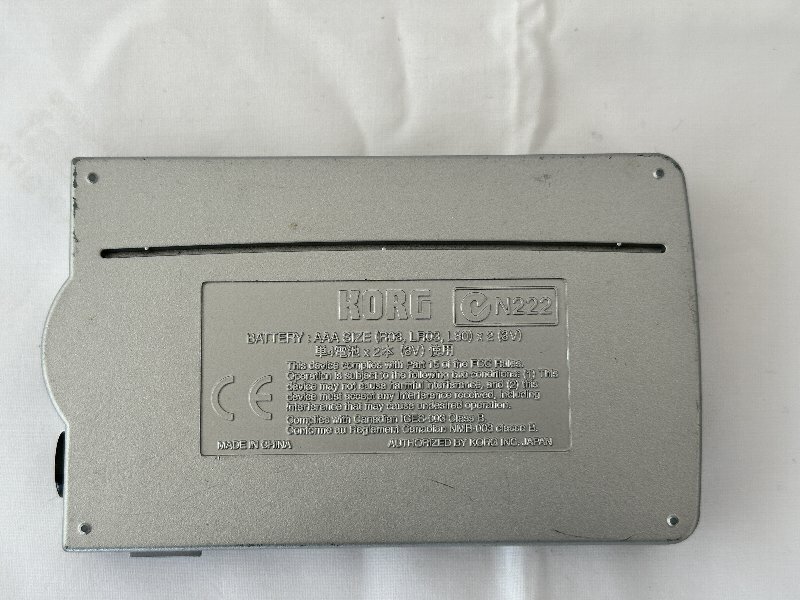 KORG
N222
BATTERY : AAA SIZE (R03, LR03, L30) x 2 (3V)
単4電池 x 2本 (3V) 使用
This device complies with Part 15 of the FCC Rules.
Operation is subject to the following two conditions: (1) This
device may not cause harmful interference, and (2) this
device must accept any interference received, including
interference that may cause undesired operation.
Complies with Canadian ICES-003 Class B.
Conforme au Reglement Canadien NMB-003 classe B.
CE
MADE IN CHINA
AUTHORIZED BY KORG INC, JAPAN